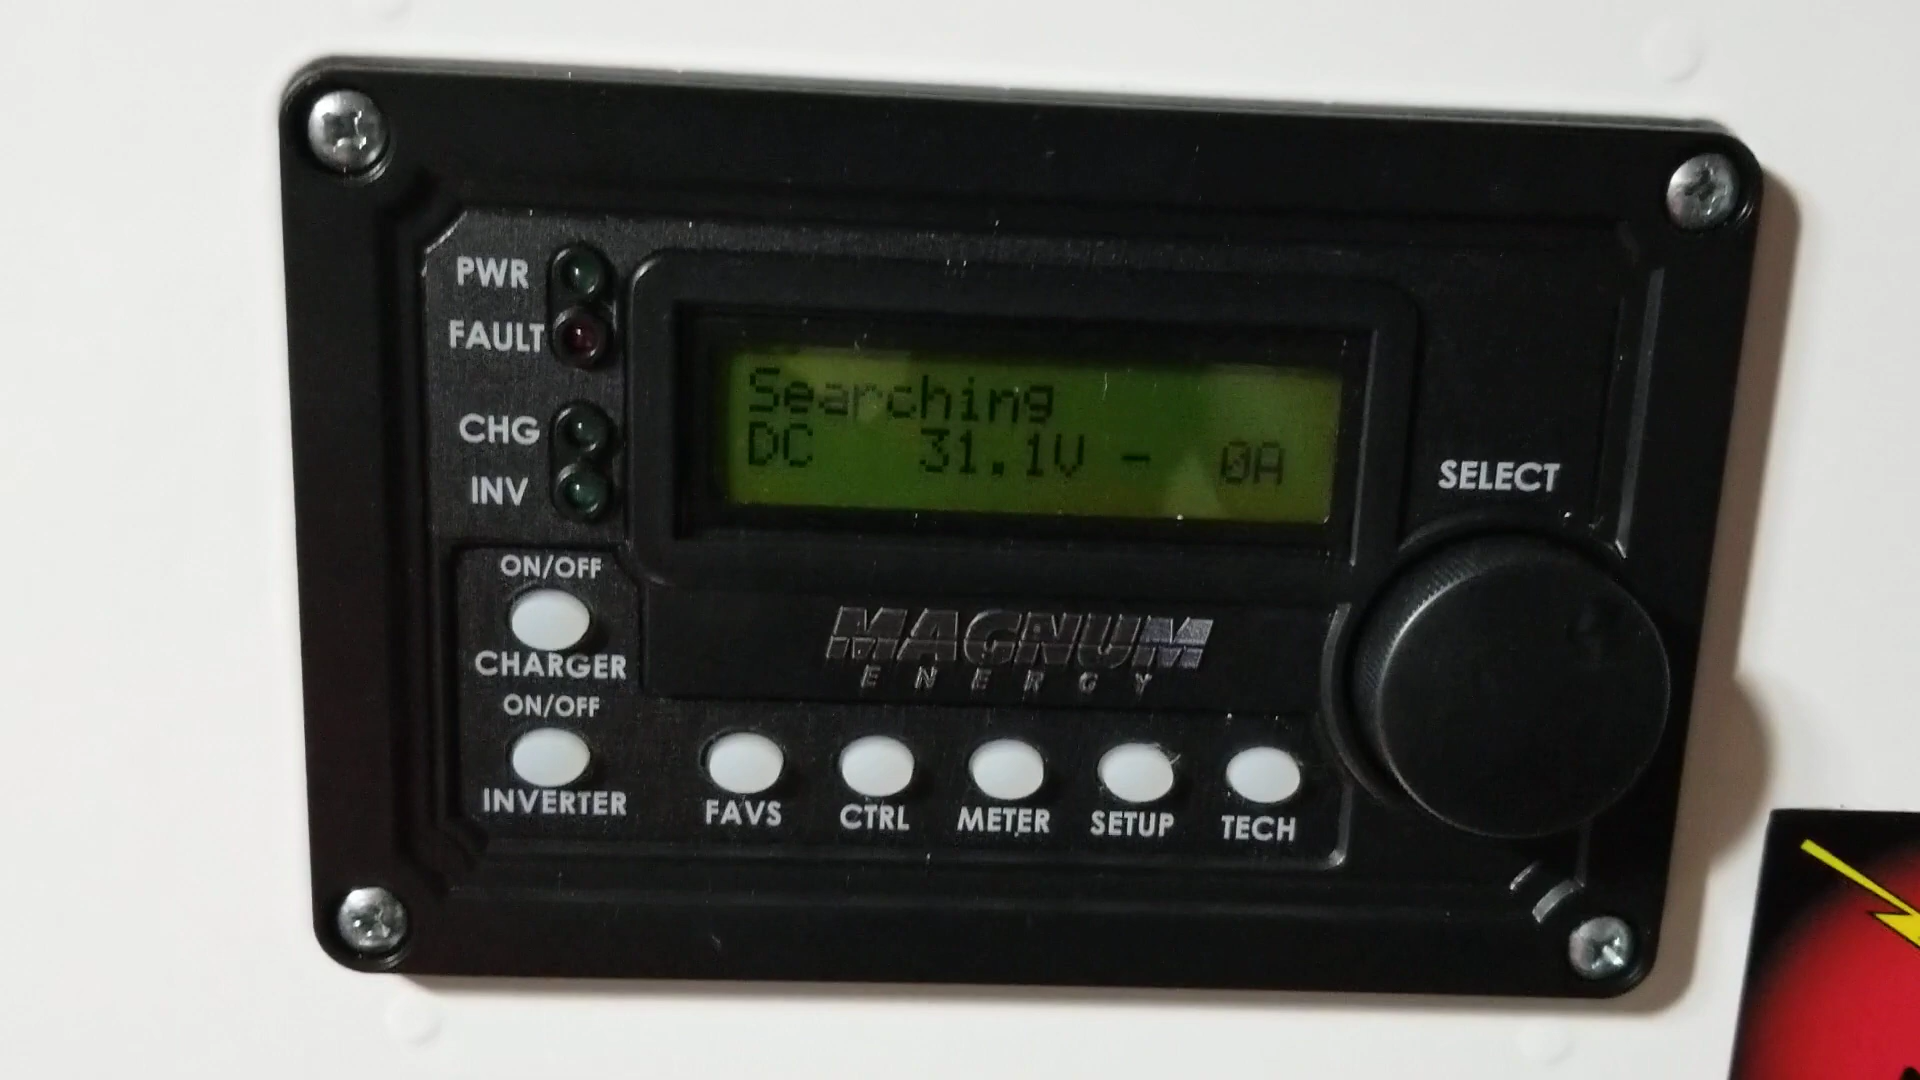 PWR
FAULT
CHG
INV
Searching
DC 31.1V - 0A
SELECT
ON/OFF
CHARGER
ON/OFF
INVERTER
MAGNUM
ENERGY
FAVS
CTRL
METER
SETUP
TECH